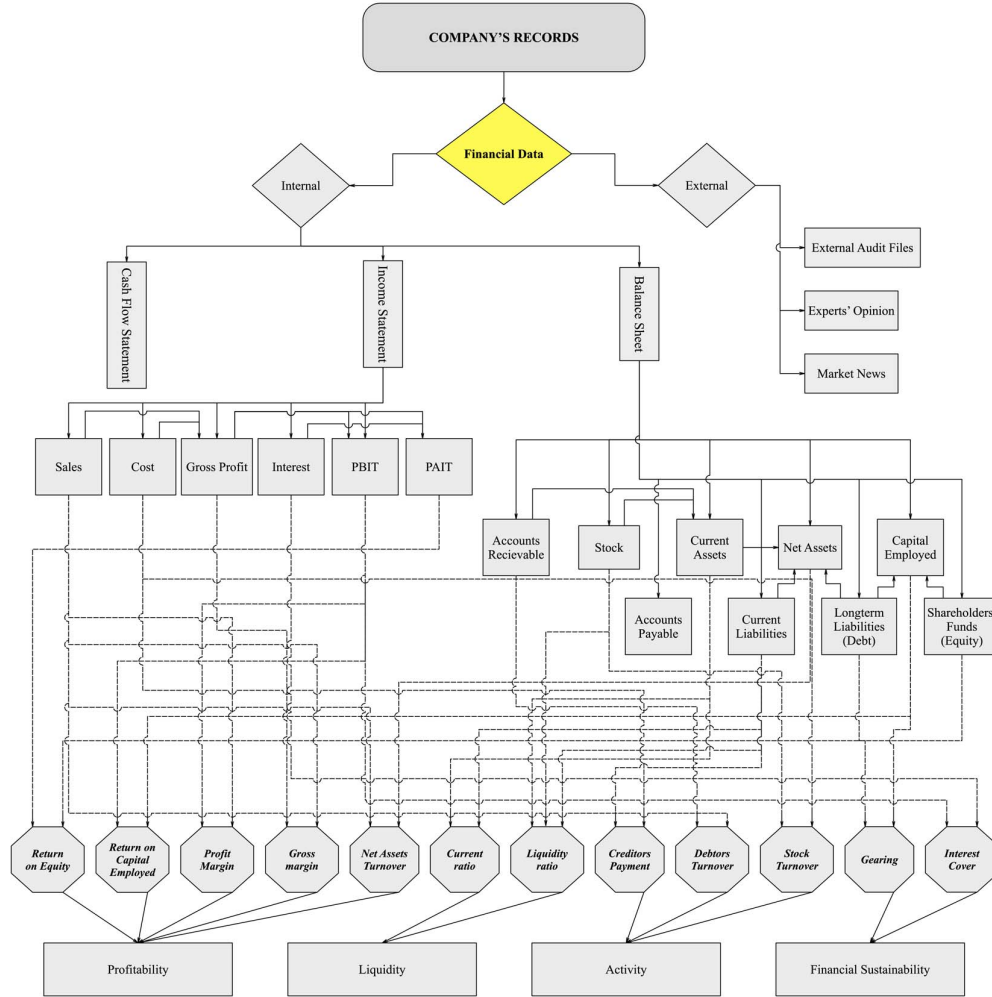 COMPANY'S RECORDS
Financial Data
Internal
External
External Audit Files
Experts' Opinion
Market News
Cash Flow Statement
Income Statement
Balance Sheet
Sales
Cost
Gross Profit
Interest
PBIT
PAIT
Accounts
Recievable
Stock
Current
Assets
Net Assets
Capital
Employed
Accounts
Payable
Current
Liabilities
Longterm
Liabilities
(Debt)
Shareholders
Funds
(Equity)
Return
on Equity
Return on
Capital
Employed
Profit
Margin
Gross
margin
Net Assets
Turnover
Current
ratio
Liquidity
ratio
Creditors
Payment
Debtors
Turnover
Stock
Turnover
Gearing
Interest
Cover
Profitability
Liquidity
Activity
Financial Sustainability